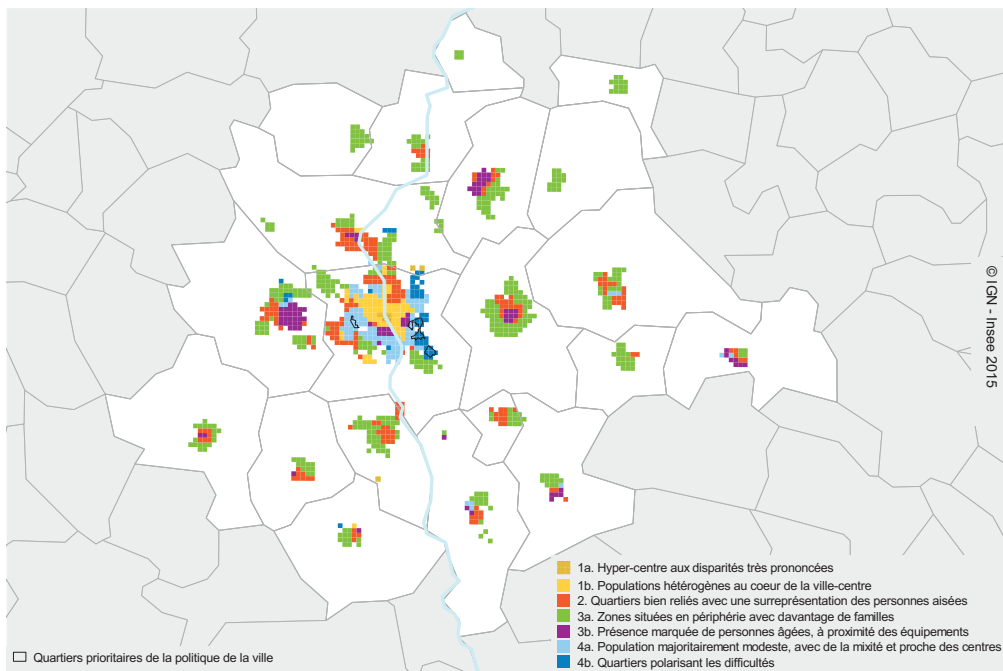 © IGN - Insee 2015
1a. Hyper-centre aux disparités très prononcées
1b. Populations hétérogènes au coeur de la ville-centre
2. Quartiers bien reliés avec une surreprésentation des personnes aisées
3a. Zones situées en périphérie avec davantage de familles
3b. Présence marquée de personnes âgées, à proximité des équipements
4a. Population majoritairement modeste, avec de la mixité et proche des centres
4b. Quartiers polarisant les difficultés
Quartiers prioritaires de la politique de la ville